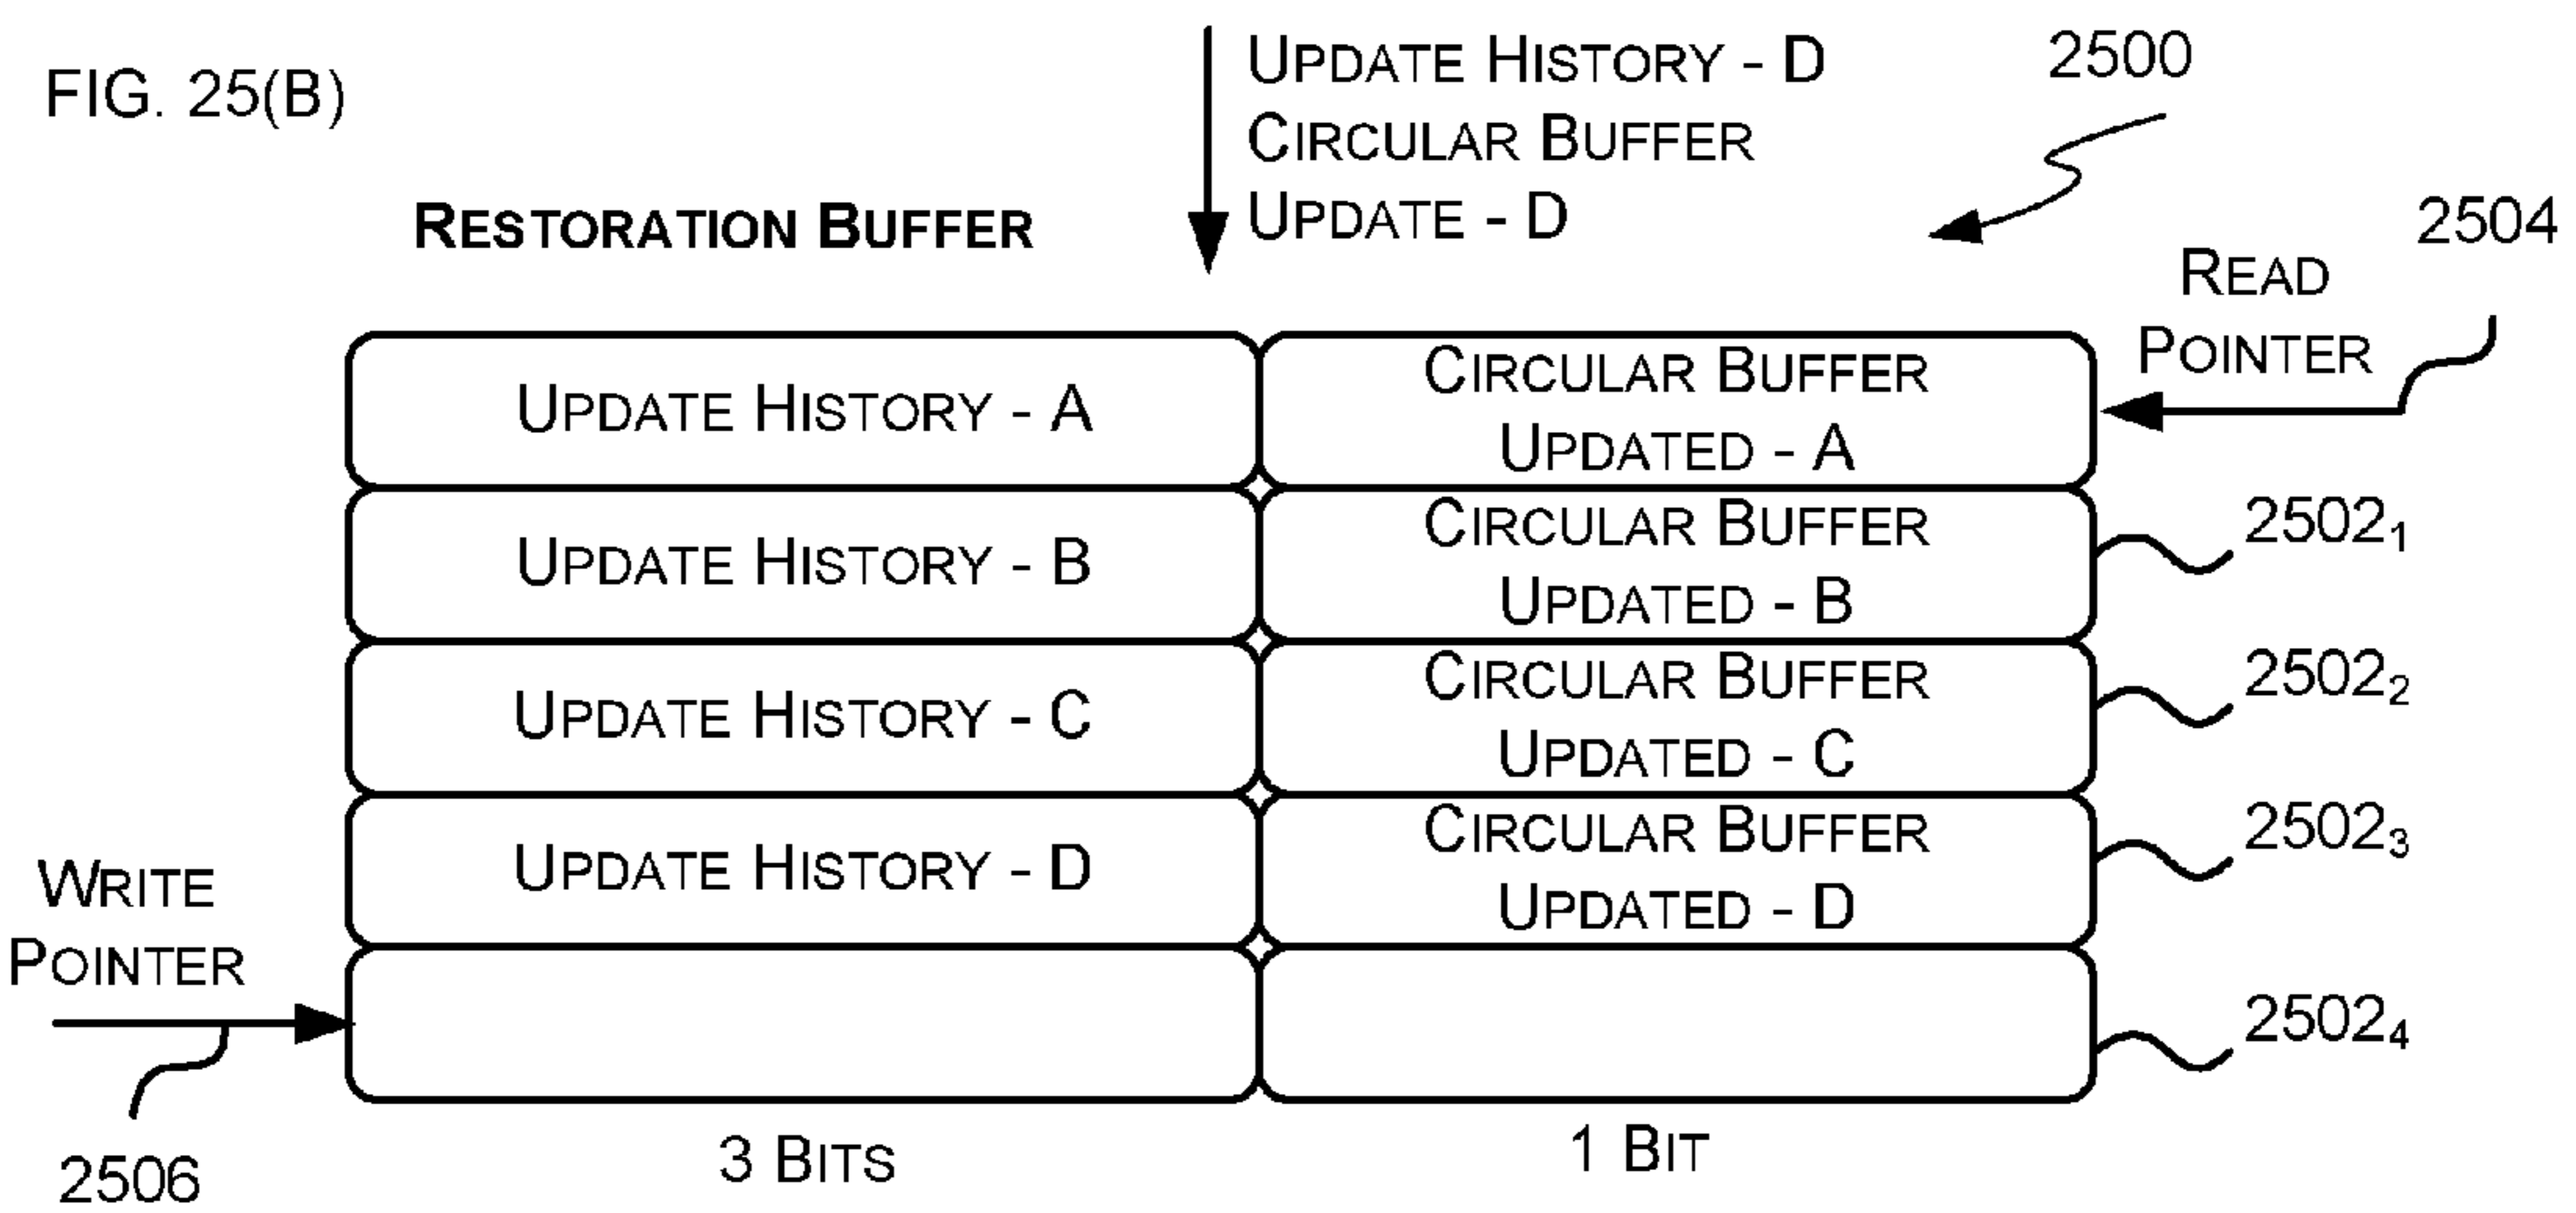 FIG. 25(B)
UPDATE HISTORY - D
CIRCULAR BUFFER
UPDATE - D
2500
RESTORATION BUFFER
2504
READ
POINTER
UPDATE HISTORY - A
CIRCULAR BUFFER
UPDATED - A
UPDATE HISTORY - B
CIRCULAR BUFFER
UPDATED - B
2502₁
UPDATE HISTORY - C
CIRCULAR BUFFER
UPDATED - C
2502₂
UPDATE HISTORY - D
CIRCULAR BUFFER
UPDATED - D
2502₃
WRITE
POINTER
2502₄
2506
3 BITS
1 BIT